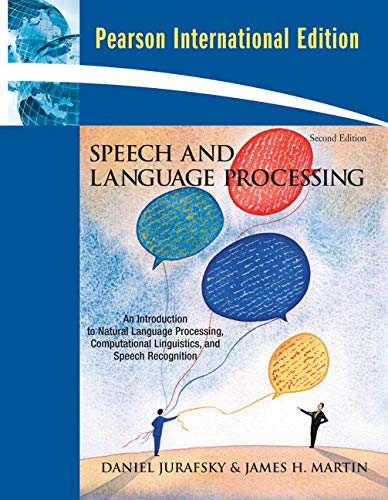 Pearson International Edition
Second Edition
SPEECH AND
LANGUAGE PROCESSING
An Introduction
to Natural Language Processing,
Computational Linguistics, and
Speech Recognition
DANIEL JURAFSKY & JAMES H. MARTIN